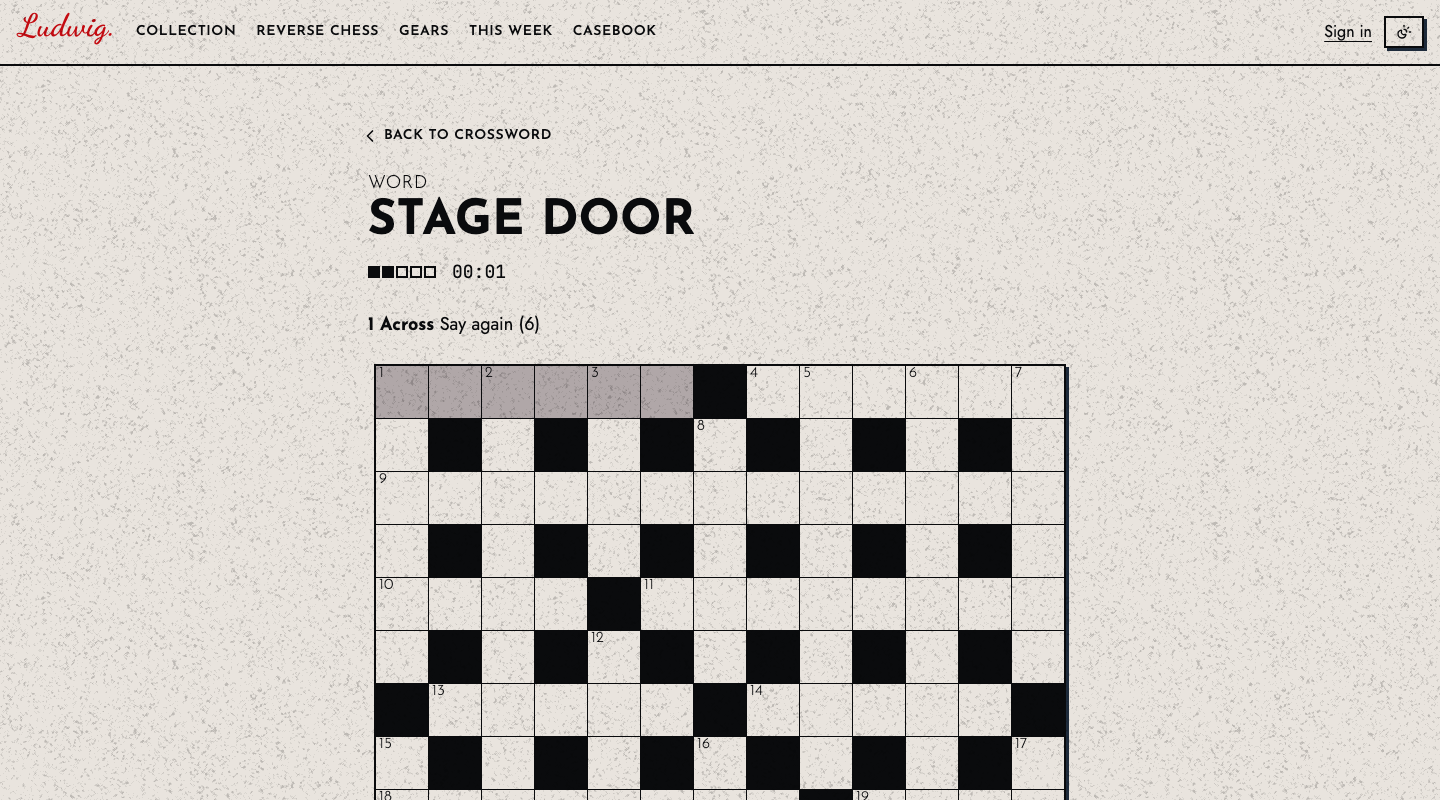 Ludwig. COLLECTION REVERSE CHESS GEARS THIS WEEK CASEBOOK Sign in
BACK TO CROSSWORD
WORD
STAGE DOOR
00:01
1 Across Say again (6)
1 2 3 4 5 6 7
8
9
10 11
12
13 14
15 16 17
18 19